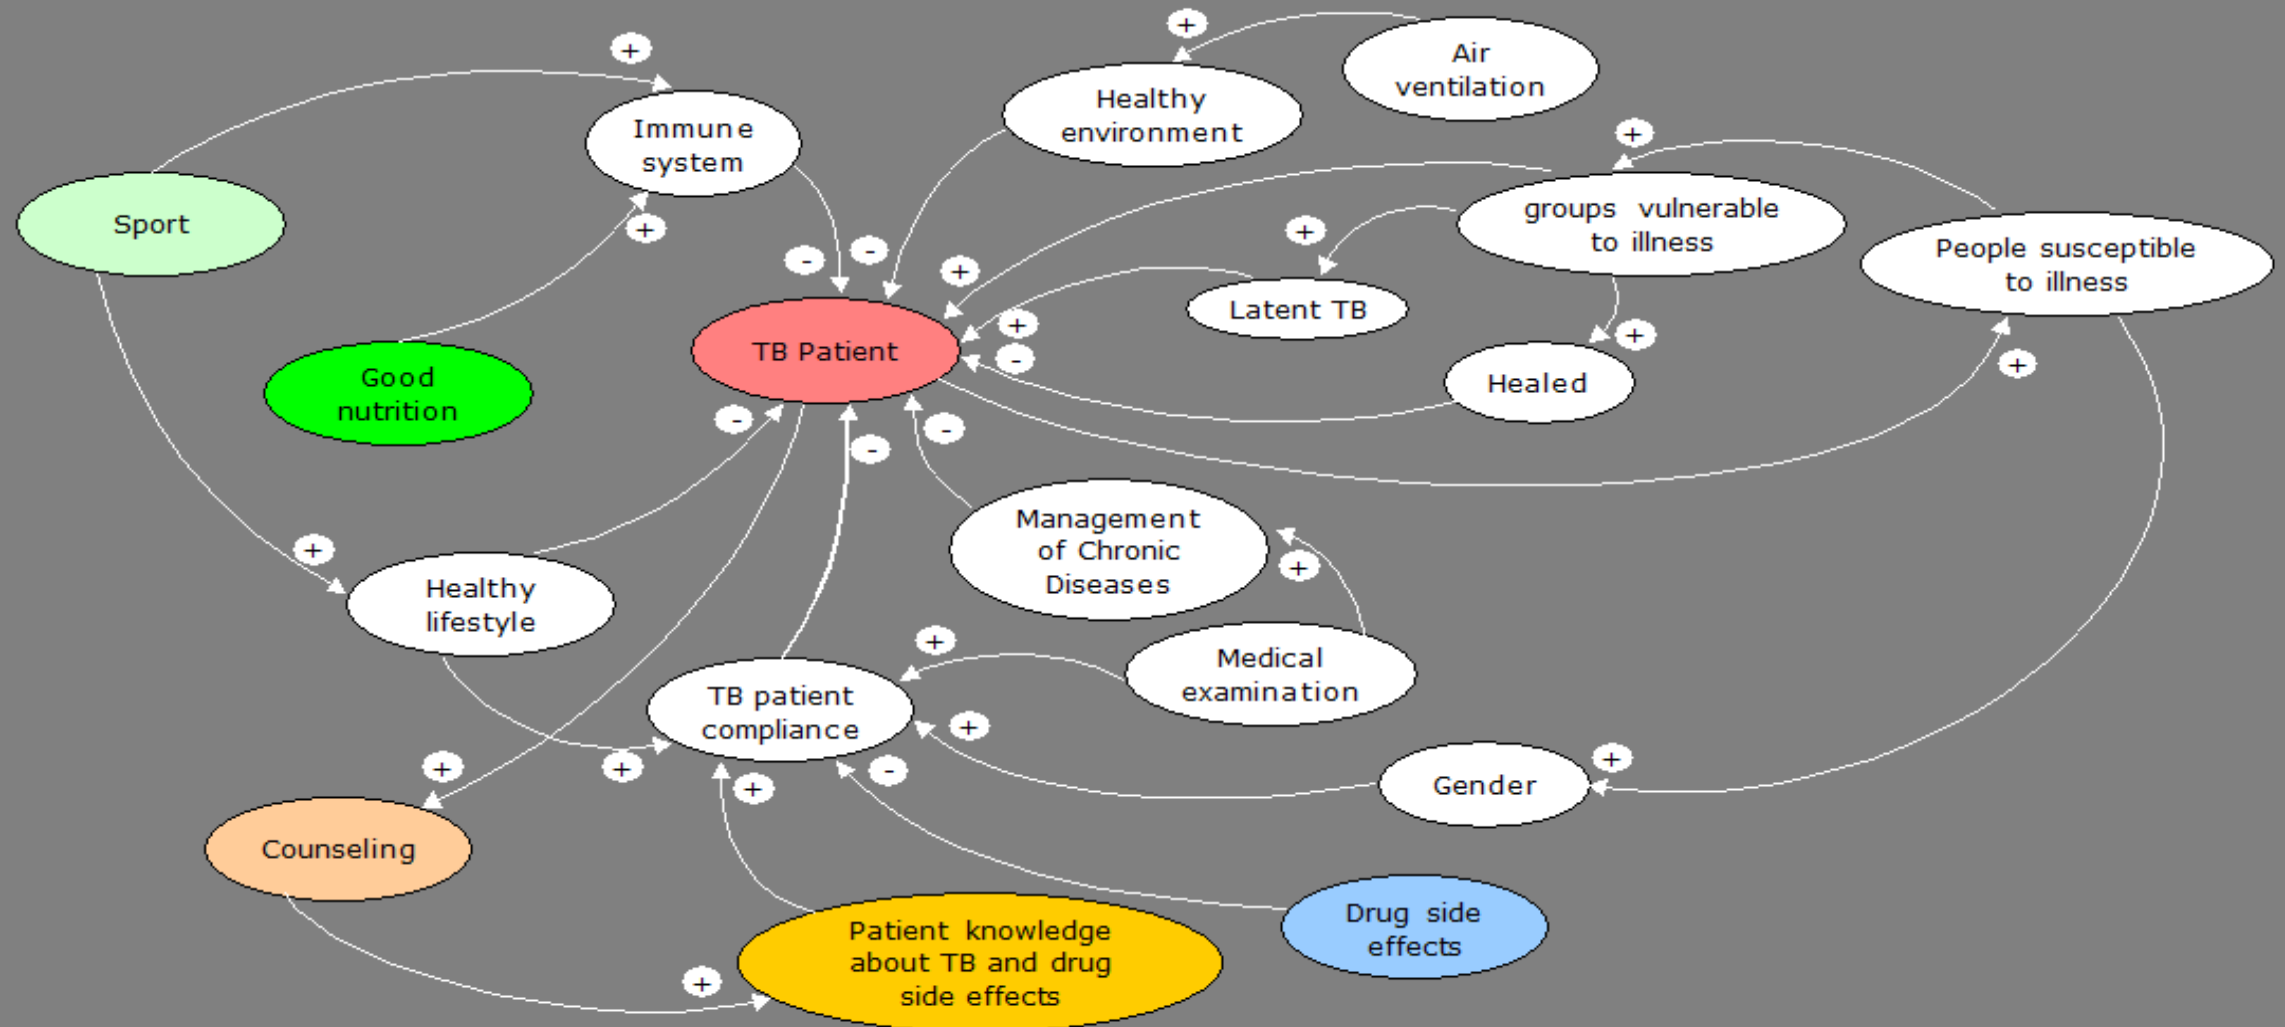 +
Air
ventilation
+
Healthy
environment
Immune
system
+
+
groups vulnerable
to illness
Sport
+
+
People susceptible
to illness
-
-
+
Latent TB
+
-
+
+
TB Patient
Healed
Good
nutrition
-
-
-
Management
of Chronic
Diseases
+
+
Healthy
lifestyle
+
Medical
examination
TB patient
compliance
+
+
+
+
-
+
Gender
Counseling
Drug side
effects
Patient knowledge
about TB and drug
side effects
+